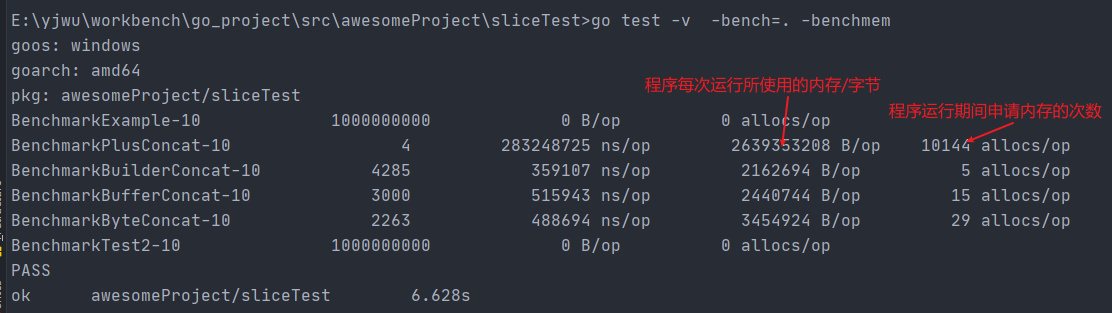 E:\yjwu\workbench\go_project\src\awesomeProject\sliceTest>go test -v  -bench=. -benchmem
goos: windows
goarch: amd64
程序每次运行所使用的内存/字节
pkg: awesomeProject/sliceTest
程序运行期间申请内存的次数
BenchmarkExample-10 1000000000 0 B/op 0 allocs/op
BenchmarkPlusConcat-10 4 283248725 ns/op 2639353208 B/op 10144 allocs/op
BenchmarkBuilderConcat-10 4285 359107 ns/op 2162694 B/op 5 allocs/op
BenchmarkBufferConcat-10 3000 515943 ns/op 2440744 B/op 15 allocs/op
BenchmarkByteConcat-10 2263 488694 ns/op 3454924 B/op 29 allocs/op
BenchmarkTest2-10 1000000000 0 B/op 0 allocs/op
PASS
ok awesomeProject/sliceTest 6.628s